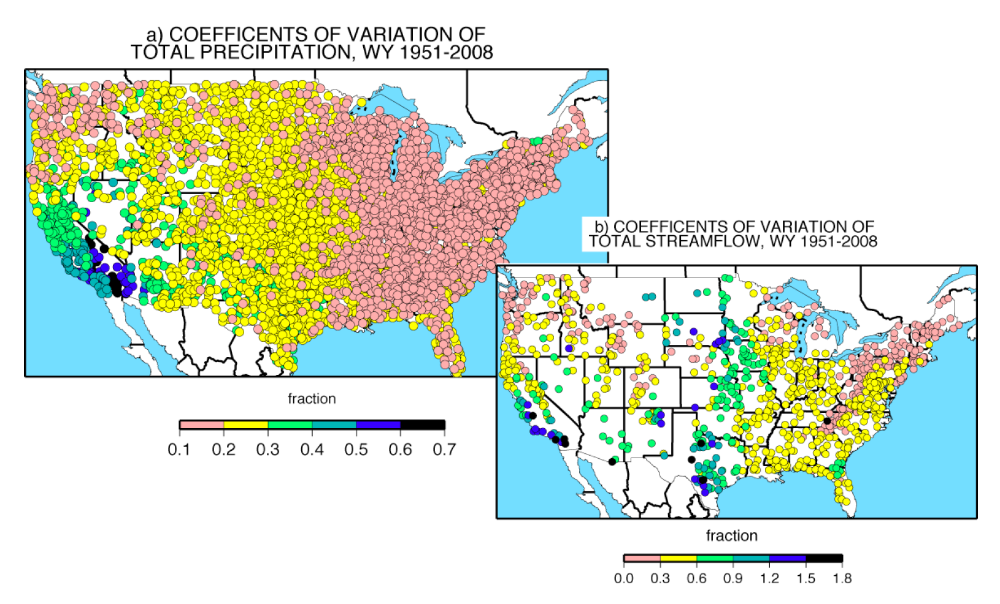 a) COEFFICENTS OF VARIATION OF
TOTAL PRECIPITATION, WY 1951-2008
b) COEFFICENTS OF VARIATION OF
TOTAL STREAMFLOW, WY 1951-2008
fraction
0.1 0.2 0.3 0.4 0.5 0.6 0.7
fraction
0.0 0.3 0.6 0.9 1.2 1.5 1.8